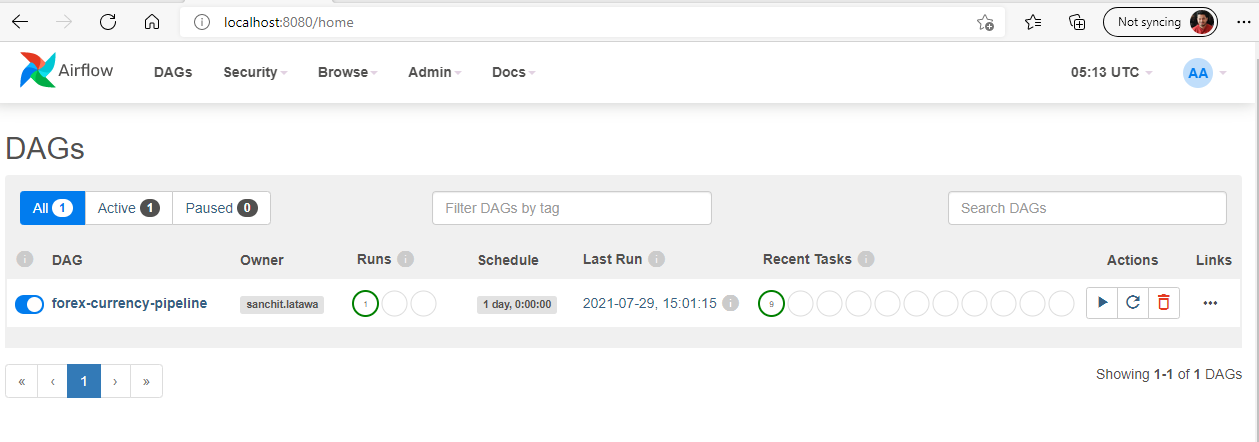 localhost:8080/home
Not syncing
Airflow DAGs Security Browse Admin Docs 05:13 UTC AA
DAGs
All 1 Active 1 Paused 0 Filter DAGs by tag Search DAGs
i DAG Owner Runs i Schedule Last Run i Recent Tasks i Actions Links
forex-currency-pipeline sanchit.latawa 1 1 day, 0:00:00 2021-07-29, 15:01:15 i 9
« ‹ 1 › »
Showing 1-1 of 1 DAGs